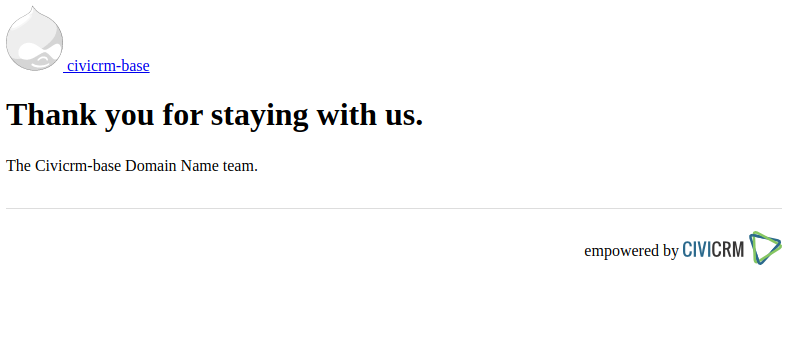 civicrm-base
Thank you for staying with us.
The Civicrm-base Domain Name team.
empowered by CIVICRM